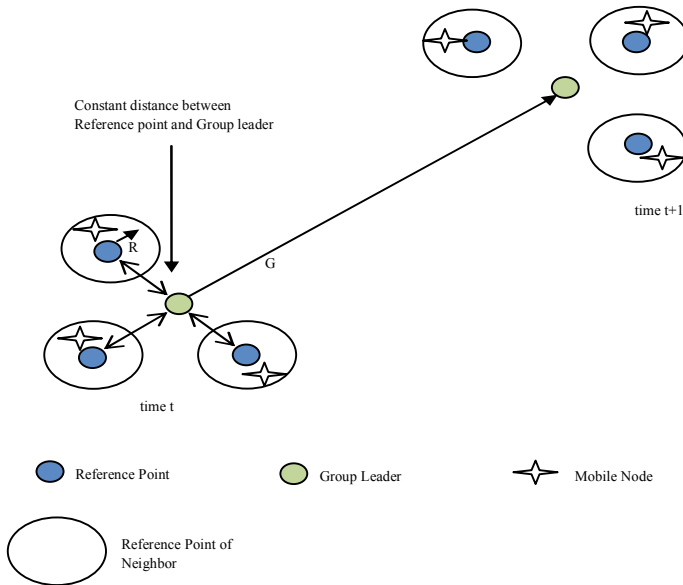 Constant distance between
Reference point and Group leader
time t+1
R
G
time t
Reference Point
Group Leader
Mobile Node
Reference Point of
Neighbor